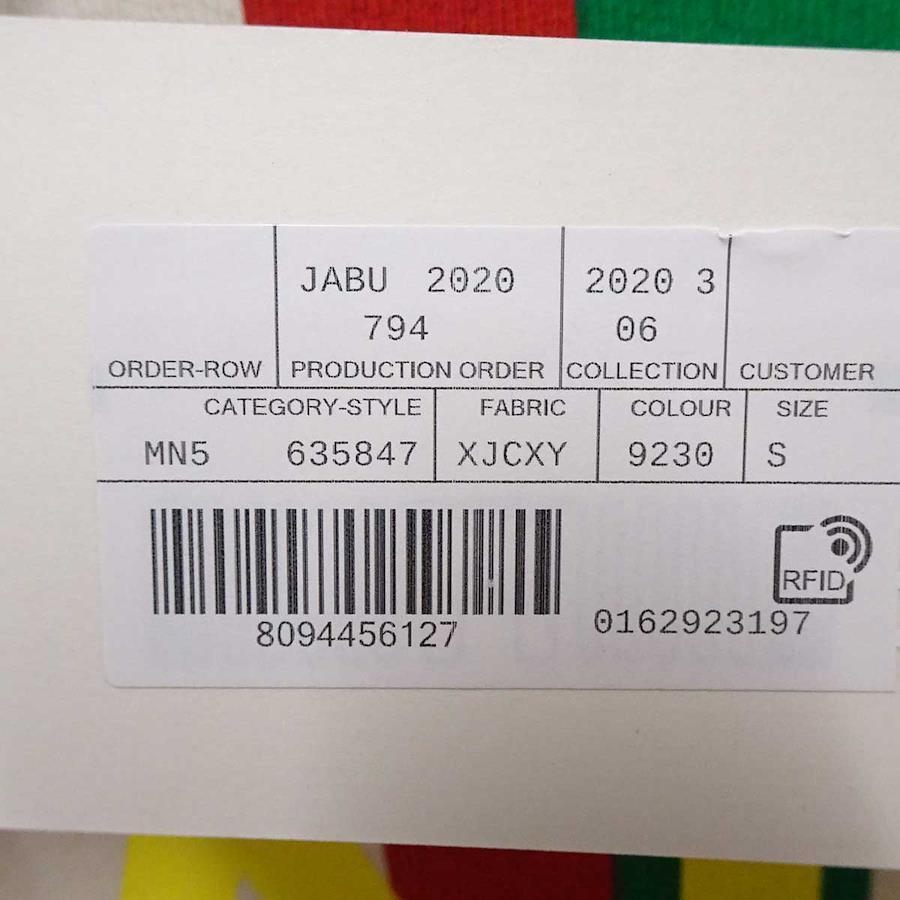 JABU 2020 2020 3
794 06
ORDER-ROW PRODUCTION ORDER COLLECTION CUSTOMER
CATEGORY-STYLE FABRIC COLOUR SIZE
MN5 635847 XJCXY 9230 S
RFID
8094456127 0162923197